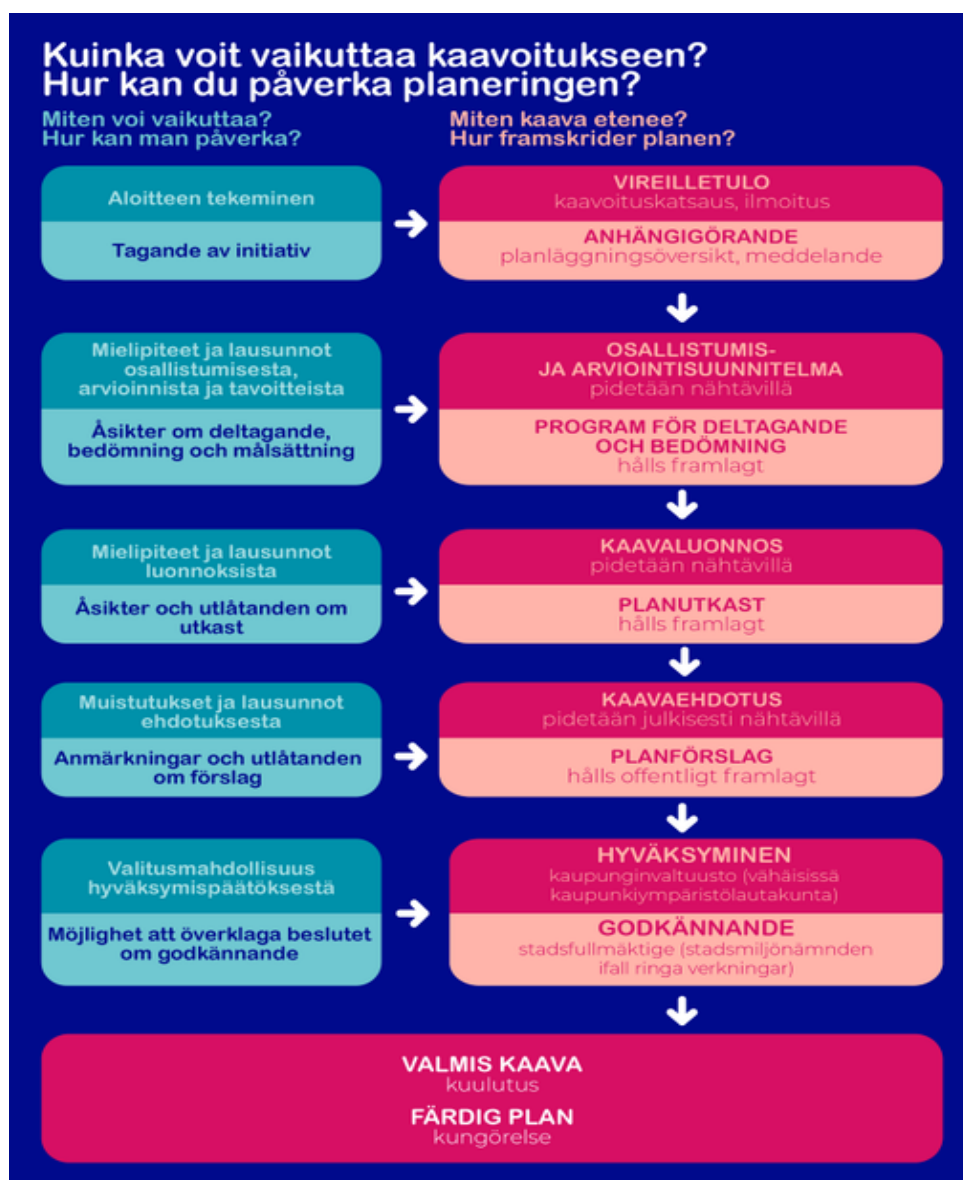 Kuinka voit vaikuttaa kaavoitukseen?
Hur kan du påverka planeringen?
Miten voi vaikuttaa?
Hur kan man påverka?
Miten kaava etenee?
Hur framskrider planen?
Aloitteen tekeminen
Tagande av initiativ
VIREILLETULO
kaavoituskatsaus, ilmoitus
ANHÄNGIGÖRANDE
planläggningsöversikt, meddelande
Mielipiteet ja lausunnot
osallistumisesta,
arvioinnista ja tavoitteista
Åsikter om deltagande,
bedömning och målsättning
OSALLISTUMIS-
JA ARVIOINTISUUNNITELMA
pidetään nähtävillä
PROGRAM FÖR DELTAGANDE
OCH BEDÖMNING
hålls framlagt
Mielipiteet ja lausunnot
luonnoksista
Åsikter och utlåtanden om
utkast
KAAVALUONNOS
pidetään nähtävillä
PLANUTKAST
hålls framlagt
Muistutukset ja lausunnot
ehdotuksesta
Anmärkningar och utlåtanden
om förslag
KAAVAEHDOTUS
pidetään julkisesti nähtävillä
PLANFÖRSLAG
hålls offentligt framlagt
Valitusmahdollisuus
hyväksymispäätöksestä
Möjlighet att överklaga beslutet
om godkännande
HYVÄKSYMINEN
kaupunginvaltuusto (vähäisissä
kaupunkiympäristölautakunta)
GODKÄNNANDE
stadsfullmäktige (stadsmiljönämnden
ifall ringa verkningar)
VALMIS KAAVA
kuulutus
FÄRDIG PLAN
kungörelse